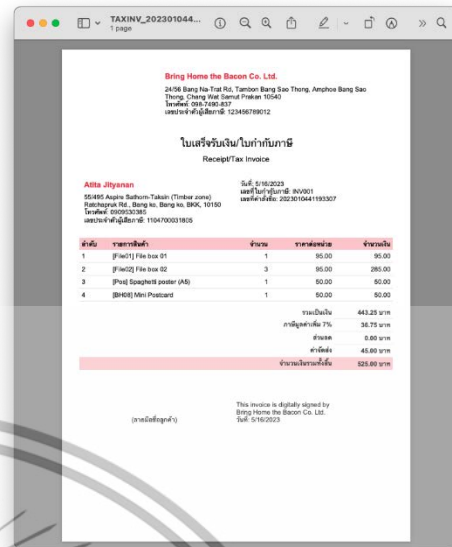 TAXINV_202301044...
1 page
Bring Home the Bacon Co. Ltd.
24/56 Bang Na-Trat Rd, Tambon Bang Sao Thong, Amphoe Bang Sao
Thong, Chang Wat Samut Prakan 10540
โทรศัพท์: 098-7490-837
เลขประจำตัวผู้เสียภาษี: 123456789012
ใบเสร็จรับเงิน/ใบกำกับภาษี
Receipt/Tax Invoice
Atita Jityanan
55/495 Aspire Sathorn-Taksin (Timber zone)
Ratchapruk Rd., Bang ko, Bang ko, BKK, 10150
โทรศัพท์: 0909530385
เลขประจำตัวผู้เสียภาษี: 1104700031805
วันที่: 5/16/2023
เลขที่ใบกำกับภาษี: INV001
เลขที่คำสั่งซื้อ: 2023010441193307
ลำดับ รายการสินค้า จำนวน ราคาต่อหน่วย จำนวนเงิน
1 [File01] File box 01 1 95.00 95.00
2 [File02] File box 02 3 95.00 285.00
3 [Pos] Spaghetti poster (A5) 1 50.00 50.00
4 [BH08] Mini Postcard 1 50.00 50.00
รวมเป็นเงิน 443.25 บาท
ภาษีมูลค่าเพิ่ม 7% 36.75 บาท
ส่วนลด 0.00 บาท
ค่าจัดส่ง 45.00 บาท
จำนวนเงินรวมทั้งสิ้น 525.00 บาท
(ลายมือชื่อลูกค้า)
This invoice is digitally signed by
Bring Home the Bacon Co. Ltd.
วันที่: 5/16/2023